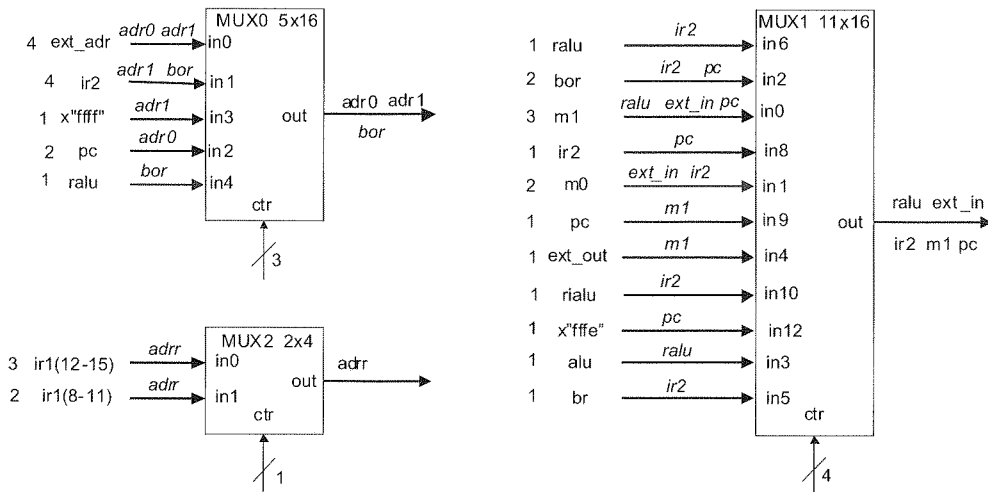 MUX0 5x16
4 ext_adr adr0 adr1 in0
4 ir2 adr1 bor in1
1 x"ffff" adr1 in3
2 pc adr0 in2
1 ralu bor in4
out
adr0 adr1
bor
ctr
3
MUX2 2x4
3 ir1(12-15) adrr in0
2 ir1(8-11) adrr in1
out
adrr
ctr
1
MUX1 11x16
1 ralu ir2 in6
2 bor ir2 pc in2
3 m1 ralu ext_in pc in0
1 ir2 pc in8
2 m0 ext_in ir2 in1
1 pc m1 in9
1 ext_out m1 in4
1 rialu ir2 in10
1 x"fffe" pc in12
1 alu ralu in3
1 br ir2 in5
out
ralu ext_in
ir2 m1 pc
ctr
4